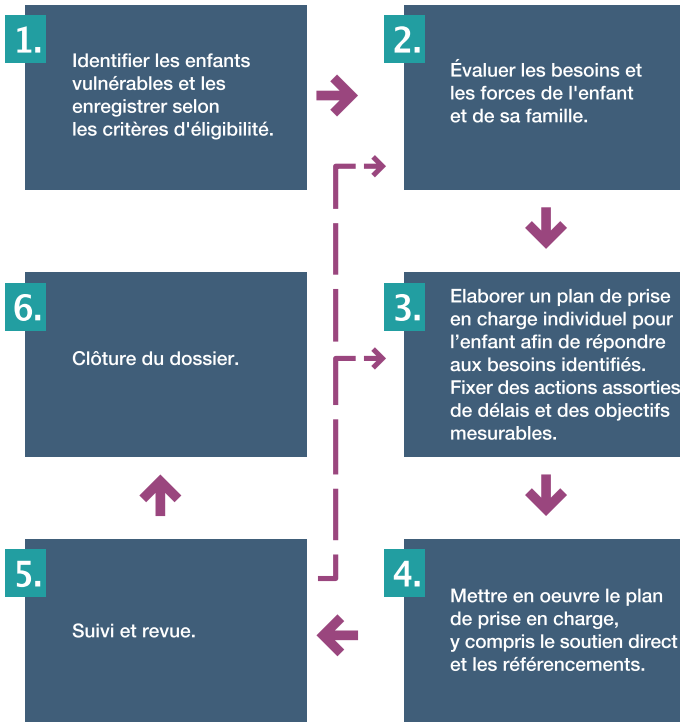 1.
Identifier les enfants
vulnérables et les
enregistrer selon
les critères d'éligibilité.
2.
Évaluer les besoins et
les forces de l'enfant
et de sa famille.
3.
Elaborer un plan de prise
en charge individuel pour
l’enfant afin de répondre
aux besoins identifiés.
Fixer des actions assorties
de délais et des objectifs
mesurables.
4.
Mettre en oeuvre le plan
de prise en charge,
y compris le soutien direct
et les référencements.
5.
Suivi et revue.
6.
Clôture du dossier.